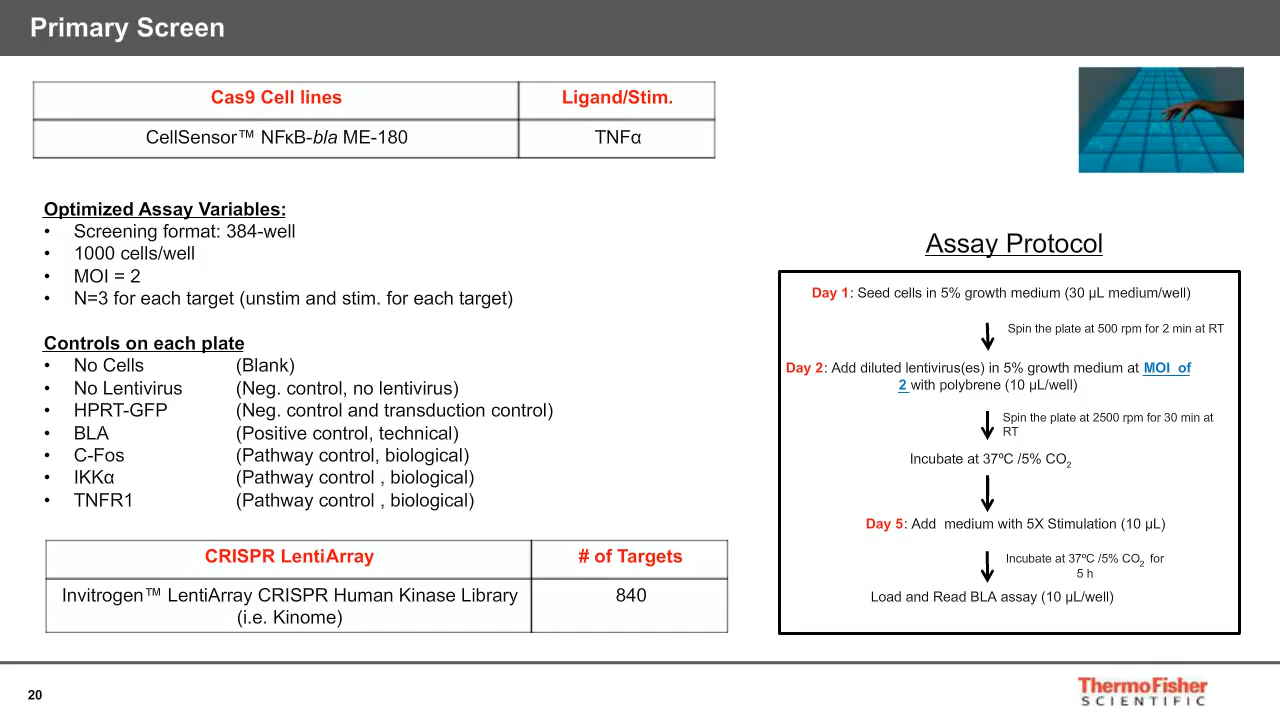 Primary Screen
Cas9 Cell lines Ligand/Stim.
CellSensor™ NFκB-bla ME-180 TNFα
Optimized Assay Variables:
• Screening format: 384-well
• 1000 cells/well
• MOI = 2
• N=3 for each target (unstim and stim. for each target)
Controls on each plate
• No Cells (Blank)
• No Lentivirus (Neg. control, no lentivirus)
• HPRT-GFP (Neg. control and transduction control)
• BLA (Positive control, technical)
• C-Fos (Pathway control, biological)
• IKKα (Pathway control , biological)
• TNFR1 (Pathway control , biological)
CRISPR LentiArray # of Targets
Invitrogen™ LentiArray CRISPR Human Kinase Library 840
(i.e. Kinome)
Assay Protocol
Day 1: Seed cells in 5% growth medium (30 µL medium/well)
Spin the plate at 500 rpm for 2 min at RT
Day 2: Add diluted lentivirus(es) in 5% growth medium at MOI of
2 with polybrene (10 µL/well)
Spin the plate at 2500 rpm for 30 min at
RT
Incubate at 37ºC /5% CO2
Day 5: Add medium with 5X Stimulation (10 µL)
Incubate at 37ºC /5% CO2 for
5 h
Load and Read BLA assay (10 µL/well)
20
ThermoFisher
SCIENTIFIC